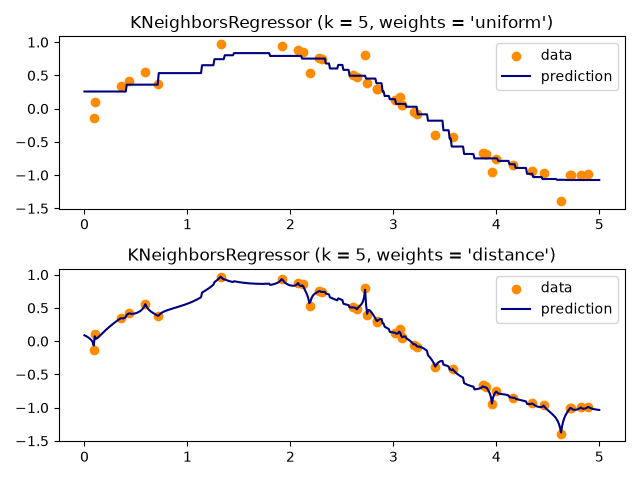 KNeighborsRegressor (k = 5, weights = 'uniform')
1.0
0.5
0.0
−0.5
−1.0
−1.5
data
prediction
0 1 2 3 4 5
KNeighborsRegressor (k = 5, weights = 'distance')
1.0
0.5
0.0
−0.5
−1.0
−1.5
data
prediction
0 1 2 3 4 5